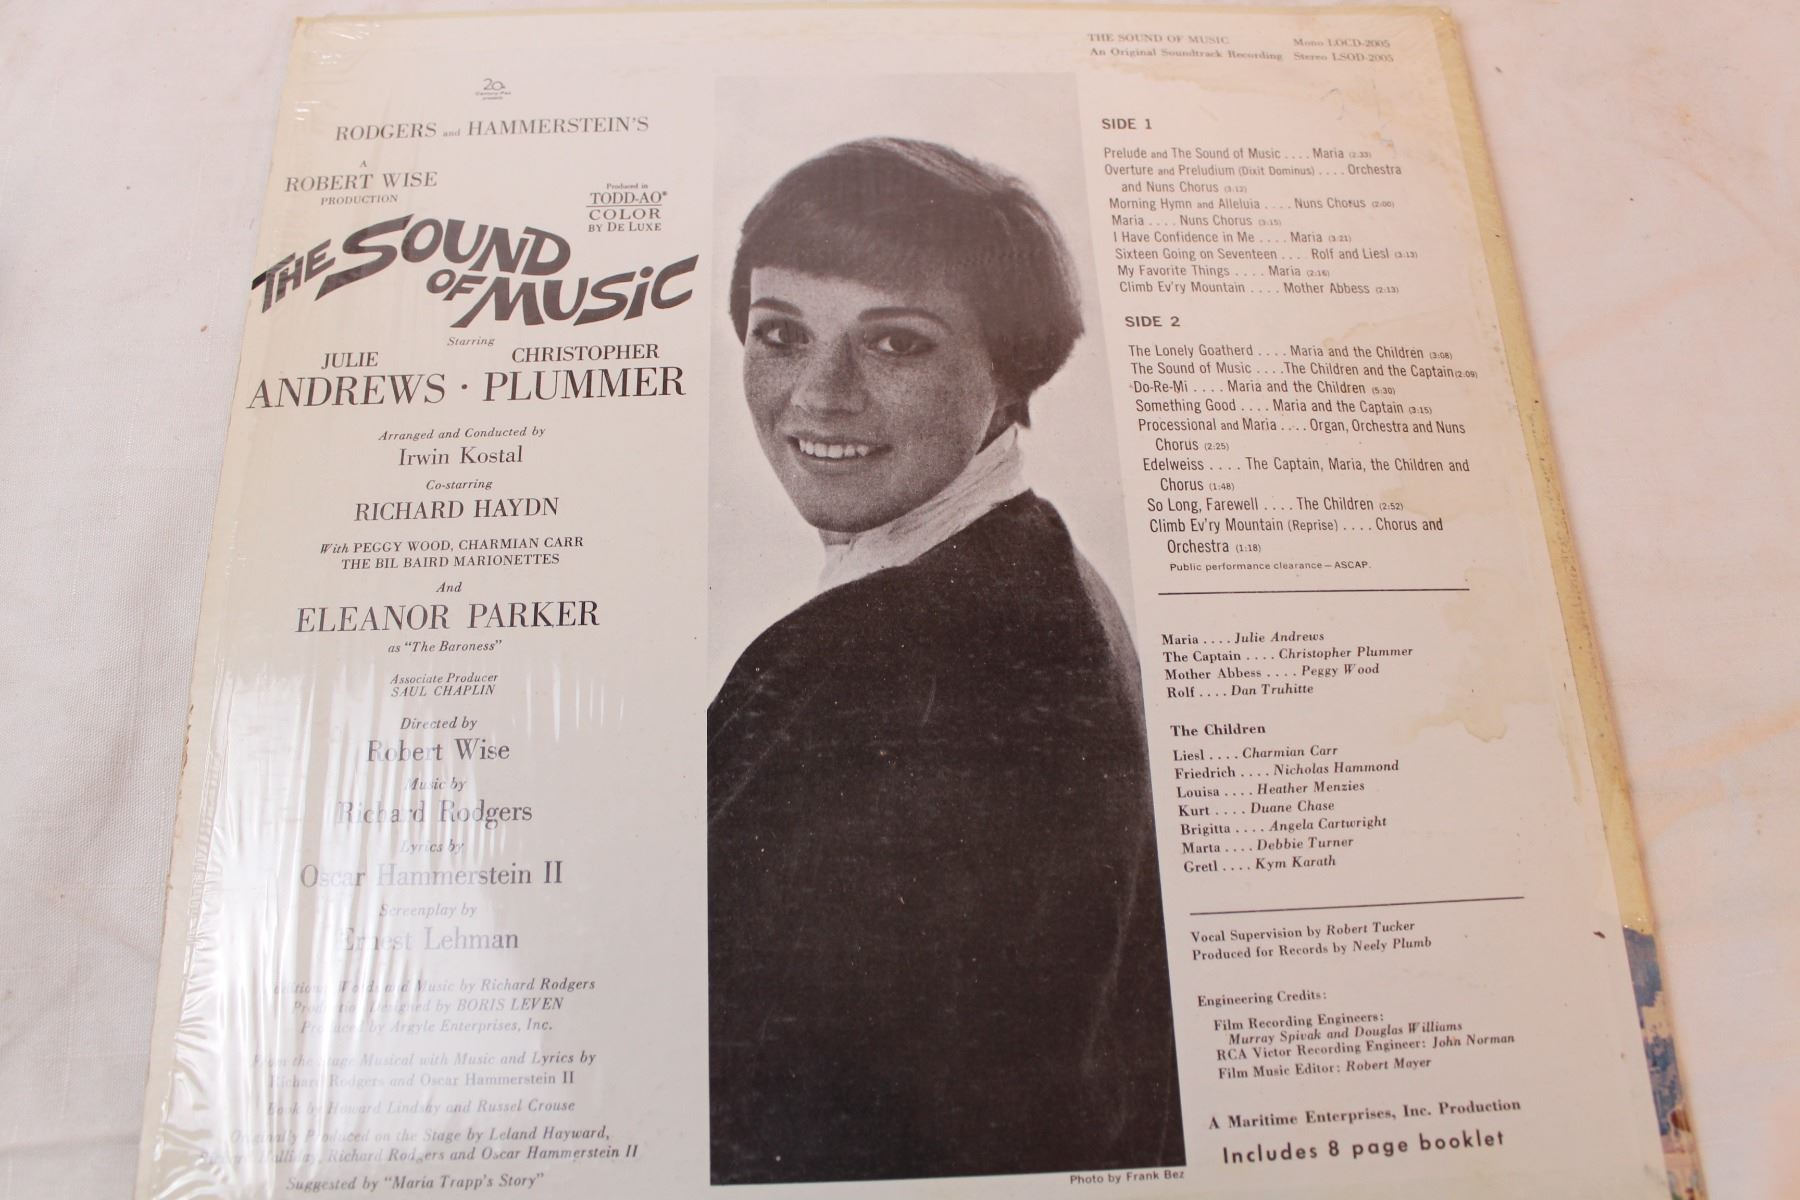 THE SOUND OF MUSIC Mono LOCD-2005
An Original Soundtrack Recording Stereo LSOD-2005
20th
Century-Fox
presents
RODGERS and HAMMERSTEIN'S
A
ROBERT WISE
PRODUCTION
Produced in
TODD-AO®
COLOR
BY DE LUXE
THE SOUND
OF MUSiC
Starring
JULIE CHRISTOPHER
ANDREWS · PLUMMER
Arranged and Conducted by
Irwin Kostal
Co-starring
RICHARD HAYDN
With PEGGY WOOD, CHARMIAN CARR
THE BIL BAIRD MARIONETTES
And
ELEANOR PARKER
as "The Baroness"
Associate Producer
SAUL CHAPLIN
Directed by
Robert Wise
Music by
Richard Rodgers
Lyrics by
Oscar Hammerstein II
Screenplay by
Ernest Lehman
Additional Words and Music by Richard Rodgers
Production Designed by BORIS LEVEN
Produced by Argyle Enterprises, Inc.
From the Stage Musical with Music and Lyrics by
Richard Rodgers and Oscar Hammerstein II
Book by Howard Lindsay and Russel Crouse
Originally Produced on the Stage by Leland Hayward,
Richard Halliday, Richard Rodgers and Oscar Hammerstein II
Suggested by "Maria Trapp's Story"
Photo by Frank Bez
SIDE 1
Prelude and The Sound of Music .... Maria (2:33)
Overture and Preludium (Dixit Dominus) .... Orchestra
and Nuns Chorus (3:12)
Morning Hymn and Alleluia .... Nuns Chorus (2:00)
Maria .... Nuns Chorus (3:15)
I Have Confidence in Me .... Maria (3:21)
Sixteen Going on Seventeen .... Rolf and Liesl (3:13)
My Favorite Things .... Maria (2:16)
Climb Ev'ry Mountain .... Mother Abbess (2:13)
SIDE 2
The Lonely Goatherd .... Maria and the Children (3:08)
The Sound of Music ....The Children and the Captain (2:09)
Do-Re-Mi .... Maria and the Children (5:30)
Something Good .... Maria and the Captain (3:15)
Processional and Maria .... Organ, Orchestra and Nuns
Chorus (2:25)
Edelweiss .... The Captain, Maria, the Children and
Chorus (1:48)
So Long, Farewell .... The Children (2:52)
Climb Ev'ry Mountain (Reprise) .... Chorus and
Orchestra (1:18)
Public performance clearance—ASCAP.
Maria .... Julie Andrews
The Captain .... Christopher Plummer
Mother Abbess .... Peggy Wood
Rolf .... Dan Truhitte
The Children
Liesl .... Charmian Carr
Friedrich .... Nicholas Hammond
Louisa .... Heather Menzies
Kurt .... Duane Chase
Brigitta .... Angela Cartwright
Marta .... Debbie Turner
Gretl .... Kym Karath
Vocal Supervision by Robert Tucker
Produced for Records by Neely Plumb
Engineering Credits:
Film Recording Engineers:
Murray Spivak and Douglas Williams
RCA Victor Recording Engineer: John Norman
Film Music Editor: Robert Mayer
A Maritime Enterprises, Inc. Production
Includes 8 page booklet